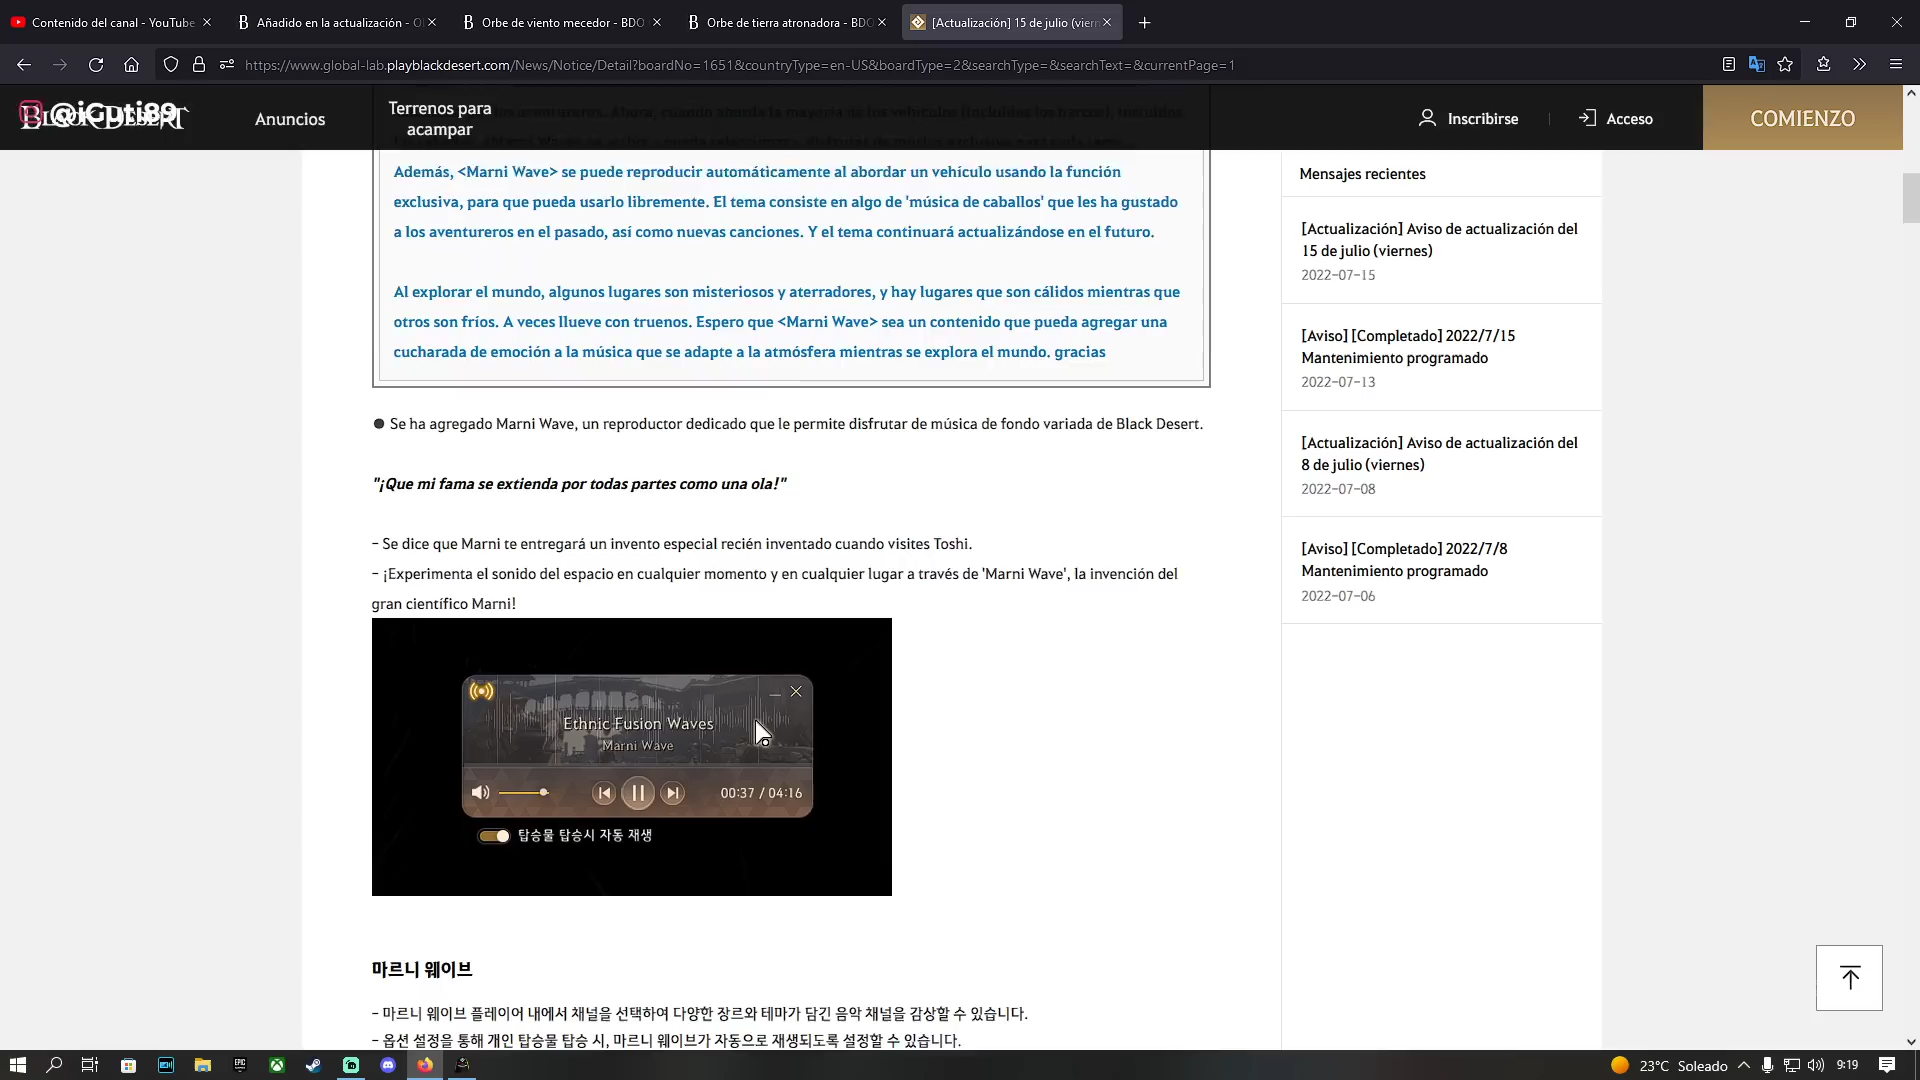 Contenido del canal - YouTube
Añadido en la actualización - O
Orbe de viento mecedor - BDO
Orbe de tierra atronadora - BDO
[Actualización] 15 de julio (viern
https://www.global-lab.playblackdesert.com/News/Notice/Detail?boardNo=1651&countryType=en-US&boardType=2&searchType=&searchText=&currentPage=1
BLACK DESERT
@iGuti89
Anuncios
Terrenos para
acampar
Inscribirse
Acceso
COMIENZO
Además, <Marni Wave> se puede reproducir automáticamente al abordar un vehículo usando la función
exclusiva, para que pueda usarlo libremente. El tema consiste en algo de 'música de caballos' que les ha gustado
a los aventureros en el pasado, así como nuevas canciones. Y el tema continuará actualizándose en el futuro.
Al explorar el mundo, algunos lugares son misteriosos y aterradores, y hay lugares que son cálidos mientras que
otros son fríos. A veces llueve con truenos. Espero que <Marni Wave> sea un contenido que pueda agregar una
cucharada de emoción a la música que se adapte a la atmósfera mientras se explora el mundo. gracias
● Se ha agregado Marni Wave, un reproductor dedicado que le permite disfrutar de música de fondo variada de Black Desert.
"¡Que mi fama se extienda por todas partes como una ola!"
- Se dice que Marni te entregará un invento especial recién inventado cuando visites Toshi.
- ¡Experimenta el sonido del espacio en cualquier momento y en cualquier lugar a través de 'Marni Wave', la invención del
gran científico Marni!
Ethnic Fusion Waves
Marni Wave
00:37 / 04:16
탑승물 탑승시 자동 재생
마르니 웨이브
- 마르니 웨이브 플레이어 내에서 채널을 선택하여 다양한 장르와 테마가 담긴 음악 채널을 감상할 수 있습니다.
- 옵션 설정을 통해 개인 탑승물 탑승 시, 마르니 웨이브가 자동으로 재생되도록 설정할 수 있습니다.
Mensajes recientes
[Actualización] Aviso de actualización del
15 de julio (viernes)
2022-07-15
[Aviso] [Completado] 2022/7/15
Mantenimiento programado
2022-07-13
[Actualización] Aviso de actualización del
8 de julio (viernes)
2022-07-08
[Aviso] [Completado] 2022/7/8
Mantenimiento programado
2022-07-06
23°C Soleado
9:19